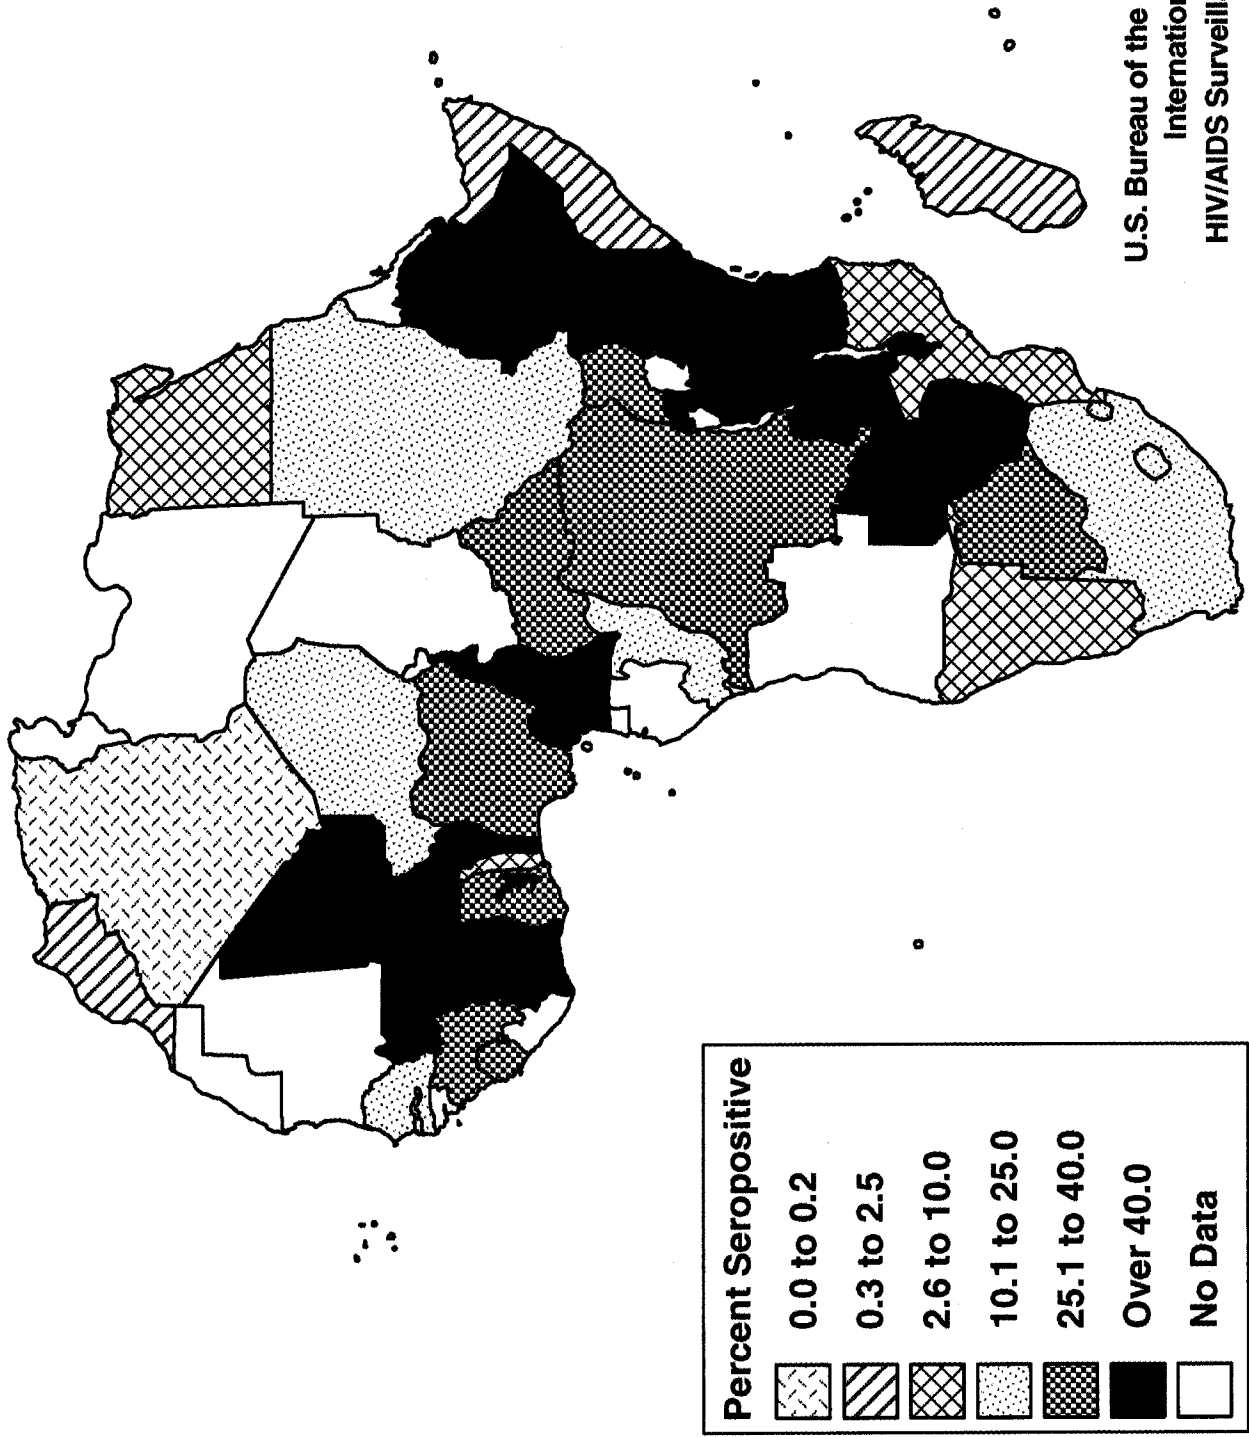 Percent Seropositive
0.0 to 0.2
0.3 to 2.5
2.6 to 10.0
10.1 to 25.0
25.1 to 40.0
Over 40.0
No Data
U.S. Bureau of the
Internation
HIV/AIDS Surveill